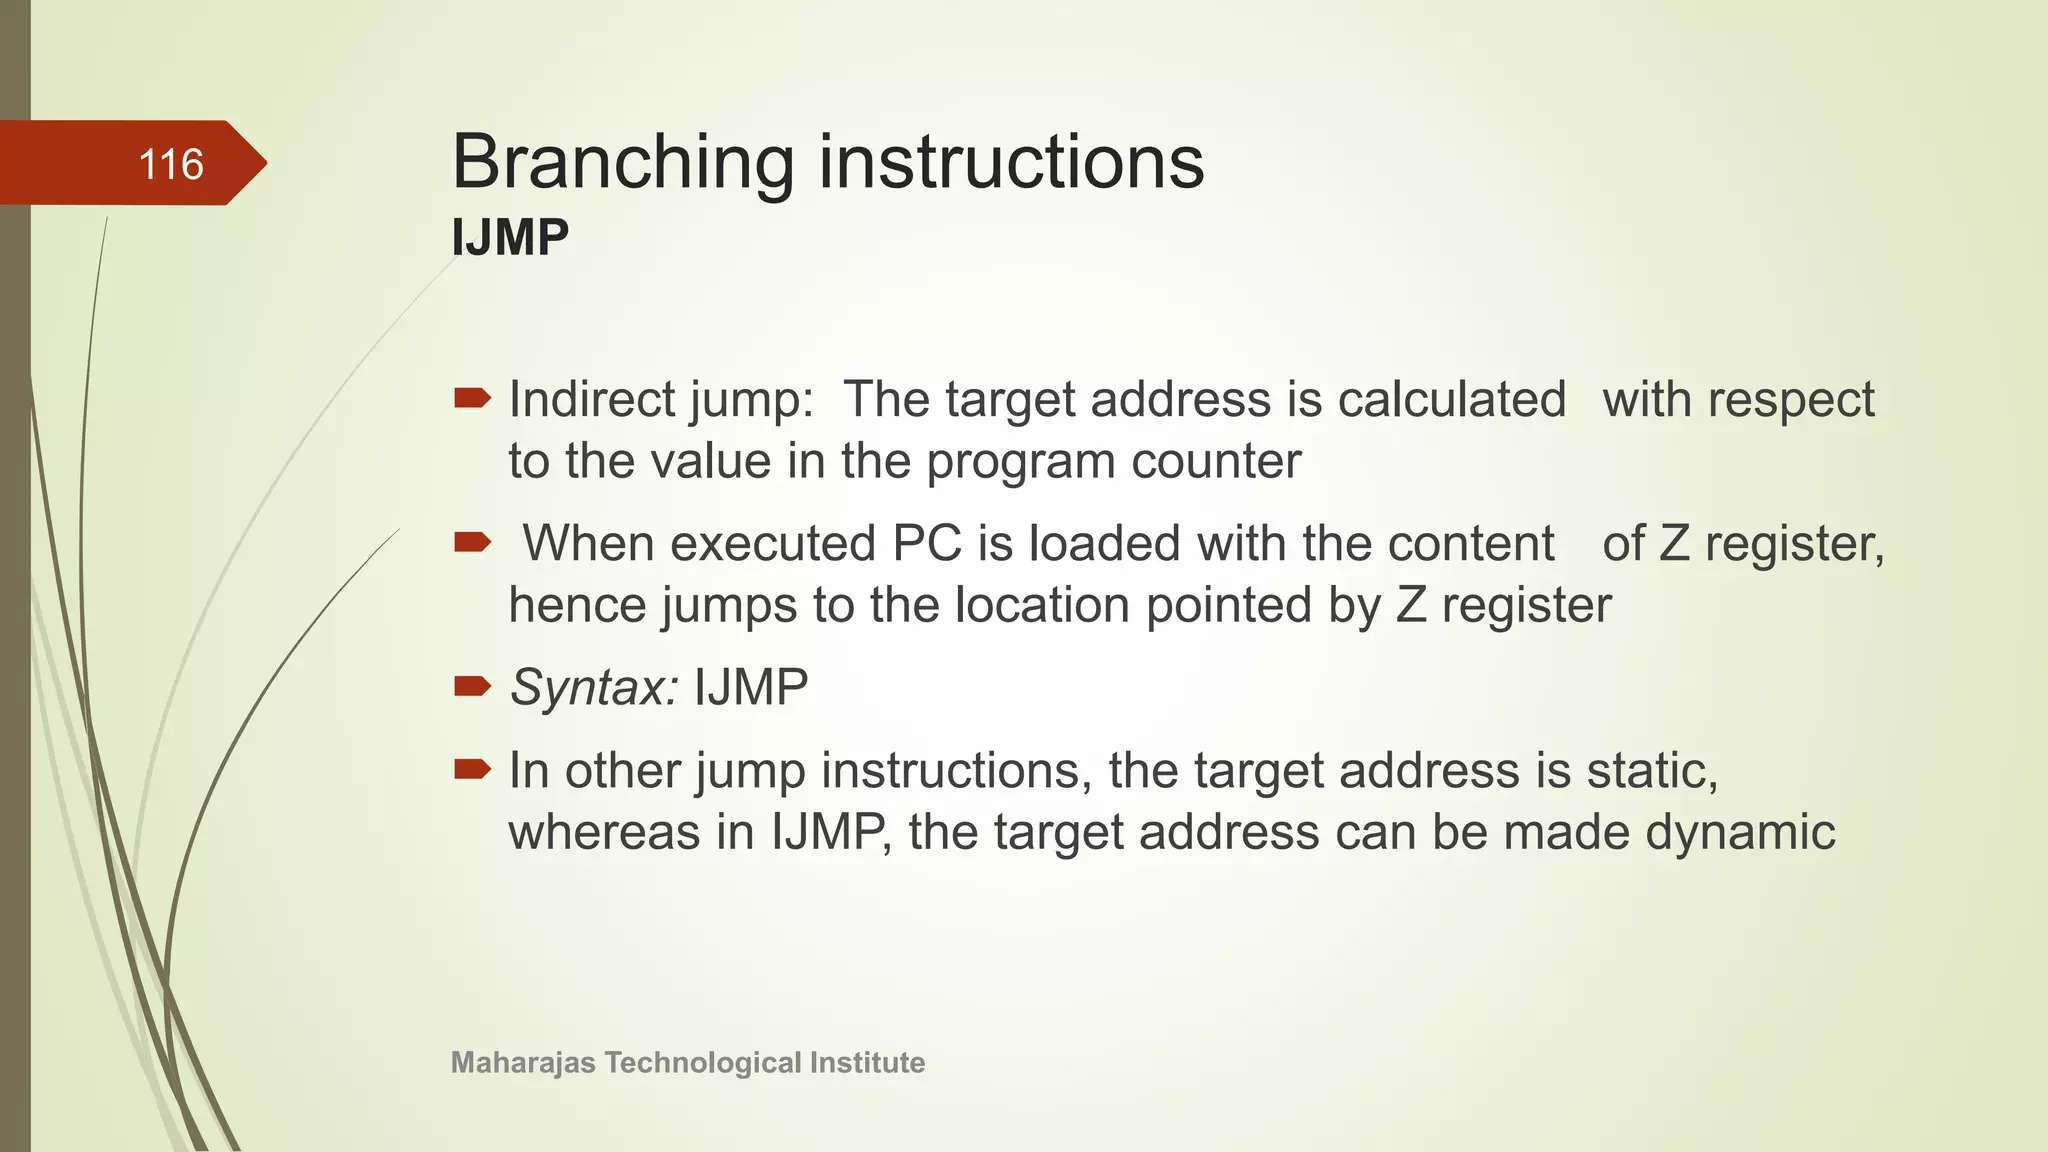 116
Branching instructions
IJMP
Indirect jump: The target address is calculated with respect
to the value in the program counter
When executed PC is loaded with the content of Z register,
hence jumps to the location pointed by Z register
Syntax: IJMP
In other jump instructions, the target address is static,
whereas in IJMP, the target address can be made dynamic
Maharajas Technological Institute